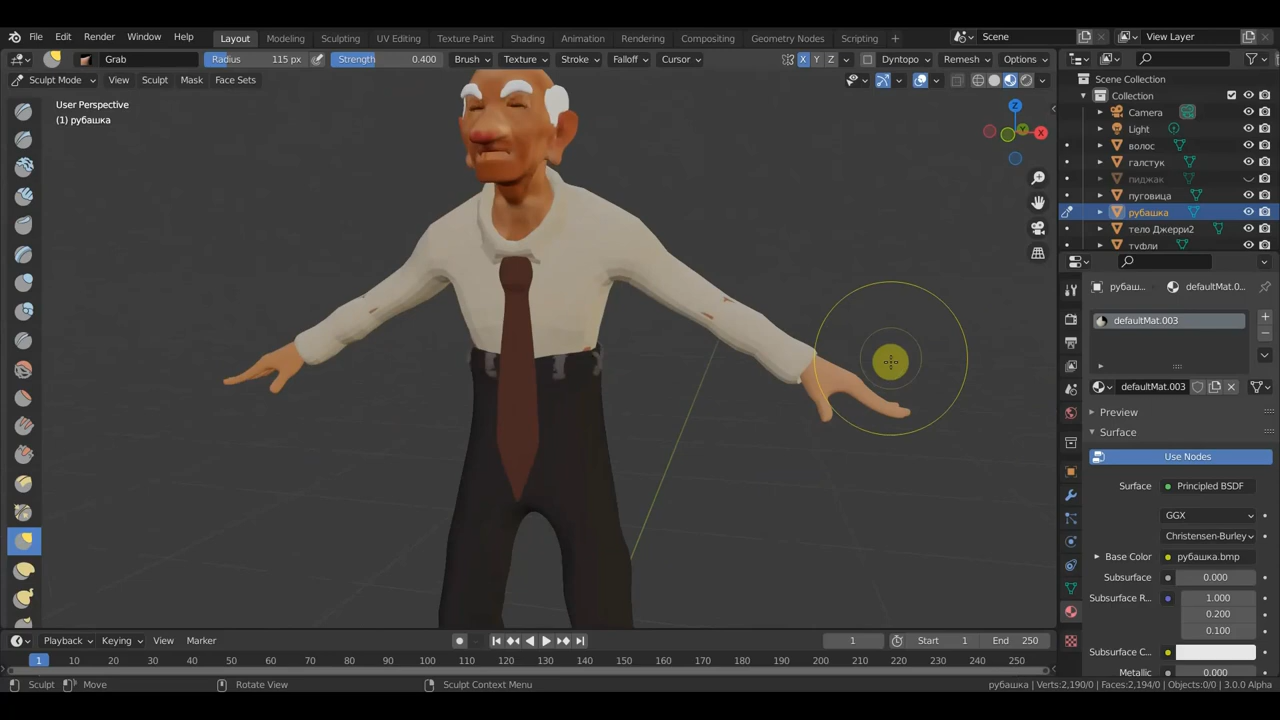 File Edit Render Window Help Layout Modeling Sculpting UV Editing Texture Paint Shading Animation Rendering Compositing Geometry Nodes Scripting + Scene View Layer
Grab Radius 115 px Strength 0.400 Brush Texture Stroke Falloff Cursor X Y Z Dyntopo Remesh Options
Sculpt Mode View Sculpt Mask Face Sets
User Perspective
(1) рубашка
Z
Y
X
Scene Collection
Collection
Camera
Light
волос
галстук
пиджак
пуговица
рубашка
тело Джерри2
туфли
рубаш... defaultMat.0...
defaultMat.003
defaultMat.003
Preview
Surface
Use Nodes
Surface Principled BSDF
GGX
Christensen-Burley
Base Color рубашка.bmp
Subsurface 0.000
Subsurface R... 1.000
0.200
0.100
Subsurface C...
Metallic 0.000
Playback Keying View Marker 1 Start 1 End 250
1 10 20 30 40 50 60 70 80 90 100 110 120 130 140 150 160 170 180 190 200 210 220 230 240 250
Sculpt Move Rotate View Sculpt Context Menu рубашка | Verts:2,190/0 | Faces:2,194/0 | Objects:0/0 | 3.0.0 Alpha